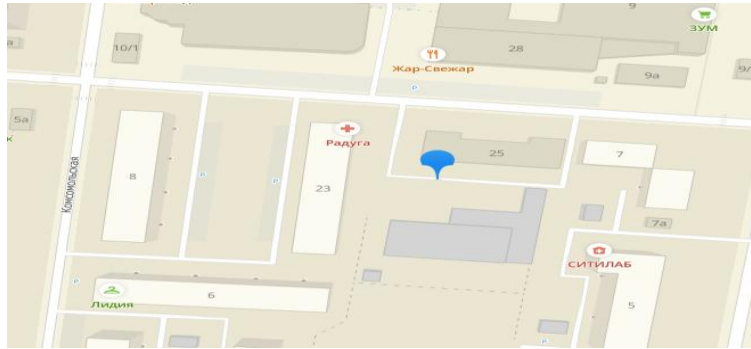 9
ЗУМ
10/1
28
Жар-Свежар
9а
9/
а
5а
к
Р
Радуга
25
7
Комсомольская
8
Р
Р
23
7а
СИТИЛАБ
Р
Лидия
6
5
Р